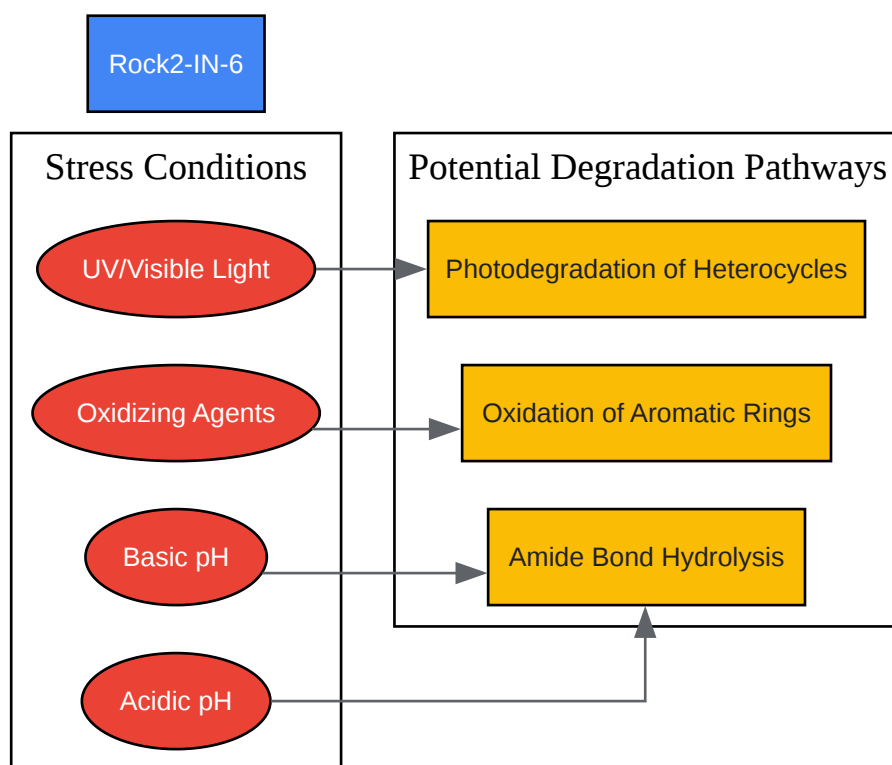 Rock2-IN-6
Stress Conditions
UV/Visible Light
Oxidizing Agents
Basic pH
Acidic pH
Potential Degradation Pathways
Photodegradation of Heterocycles
Oxidation of Aromatic Rings
Amide Bond Hydrolysis